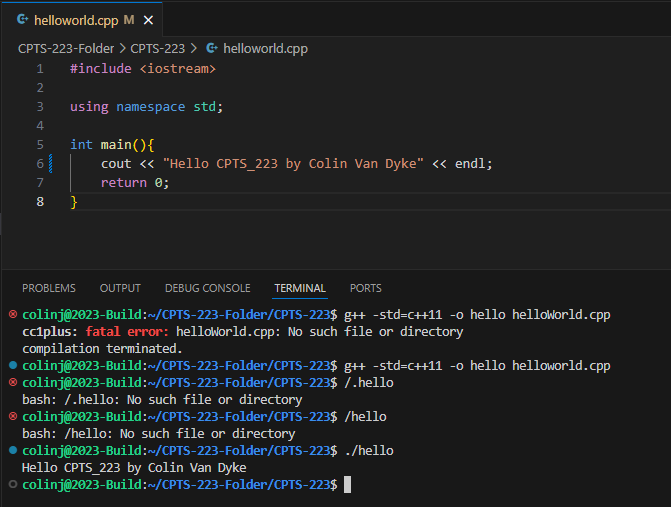 helloworld.cpp M ×
CPTS-223-Folder > CPTS-223 > helloworld.cpp
1 #include <iostream>
2
3 using namespace std;
4
5 int main(){
6 cout << "Hello CPTS_223 by Colin Van Dyke" << endl;
7 return 0;
8 }
PROBLEMS OUTPUT DEBUG CONSOLE TERMINAL PORTS
colinj@2023-Build:~/CPTS-223-Folder/CPTS-223$ g++ -std=c++11 -o hello helloWorld.cpp
cc1plus: fatal error: helloWorld.cpp: No such file or directory
compilation terminated.
colinj@2023-Build:~/CPTS-223-Folder/CPTS-223$ g++ -std=c++11 -o hello helloworld.cpp
colinj@2023-Build:~/CPTS-223-Folder/CPTS-223$ /.hello
bash: /.hello: No such file or directory
colinj@2023-Build:~/CPTS-223-Folder/CPTS-223$ /hello
bash: /hello: No such file or directory
colinj@2023-Build:~/CPTS-223-Folder/CPTS-223$ ./hello
Hello CPTS_223 by Colin Van Dyke
colinj@2023-Build:~/CPTS-223-Folder/CPTS-223$